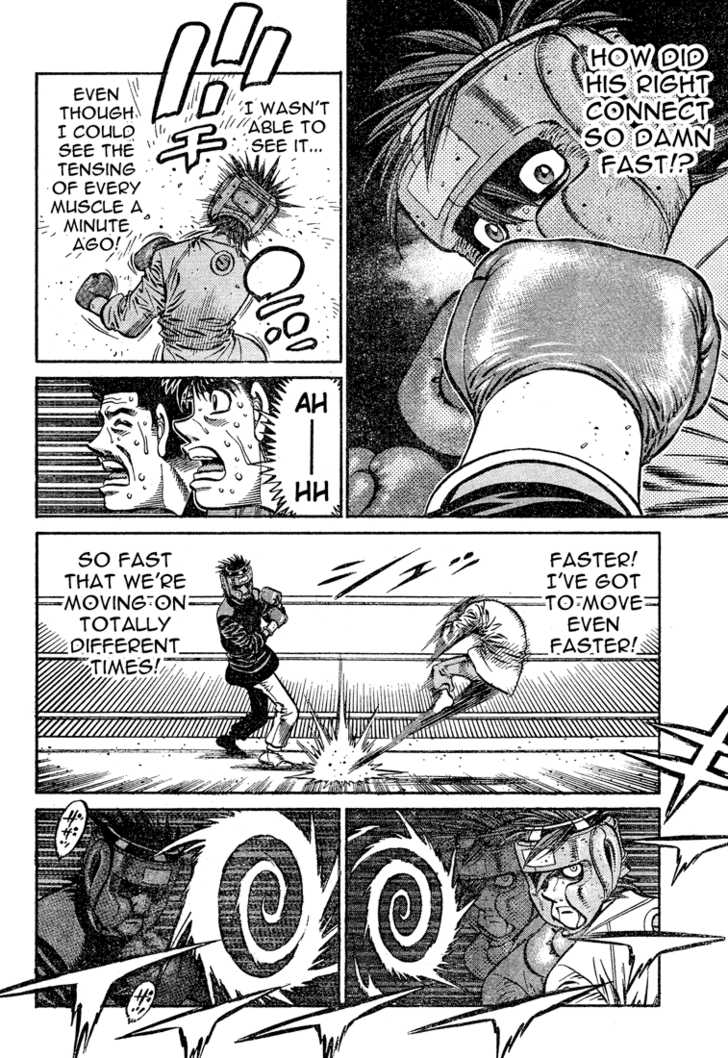 HOW DID
HIS RIGHT
CONNECT
SO DAMN
FAST!?
I WASN'T
ABLE TO
SEE IT...
EVEN
THOUGH
I COULD
SEE THE
TENSING
OF EVERY
MUSCLE A
MINUTE
AGO!
AH
|
HH
FASTER!
I'VE GOT
TO MOVE
EVEN
FASTER!
SO FAST
THAT WE'RE
MOVING ON
TOTALLY
DIFFERENT
TIMES!